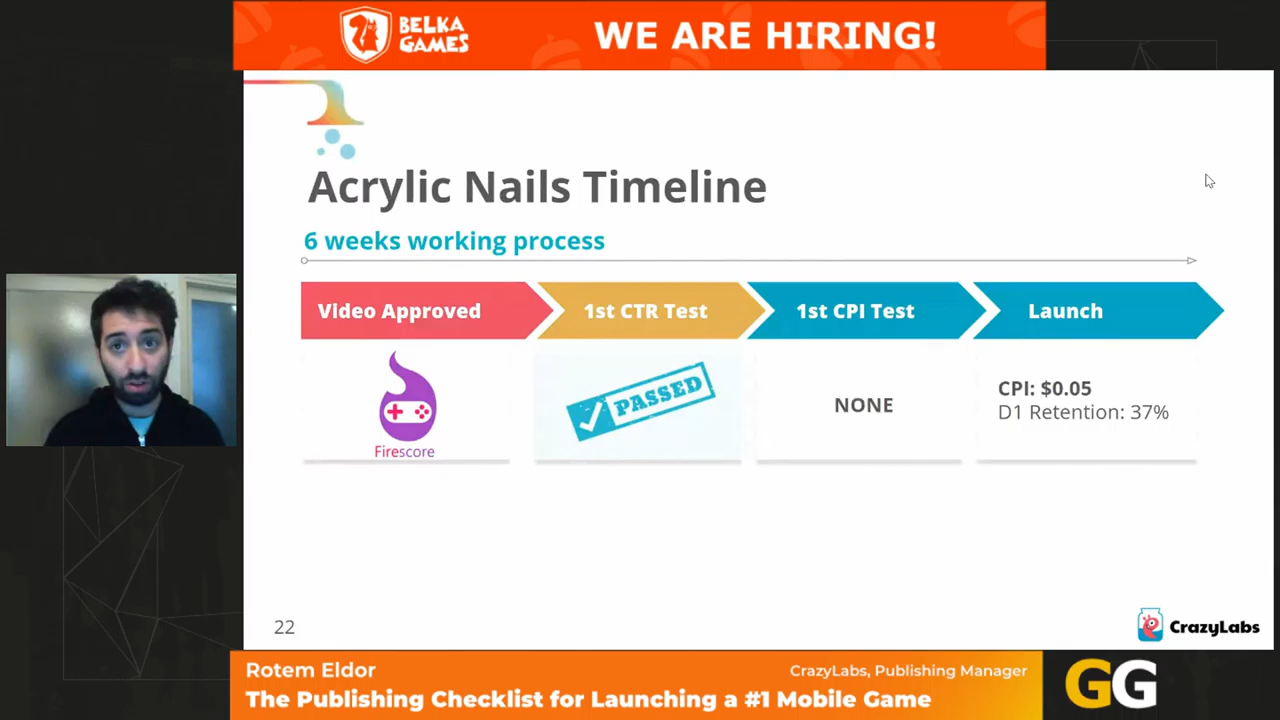 BELKA
GAMES
WE ARE HIRING!
Acrylic Nails Timeline
6 weeks working process
Video Approved
1st CTR Test
1st CPI Test
Launch
Firescore
PASSED
NONE
CPI: $0.05
D1 Retention: 37%
22
CrazyLabs
Rotem Eldor
CrazyLabs, Publishing Manager
The Publishing Checklist for Launching a #1 Mobile Game
GG